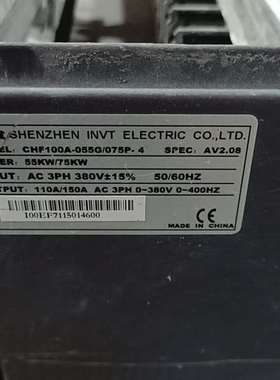 SHENZHEN INVT ELECTRIC CO.,LTD.
EL: CHF100A-055G/075P-4 SPEC: AV2.08
ER: 55KW/75KW
UT: AC 3PH 380V±15% 50/60HZ
TPUT: 110A/150A AC 3PH 0~380V 0~400HZ
100EF7115014600
MADE IN CHINA